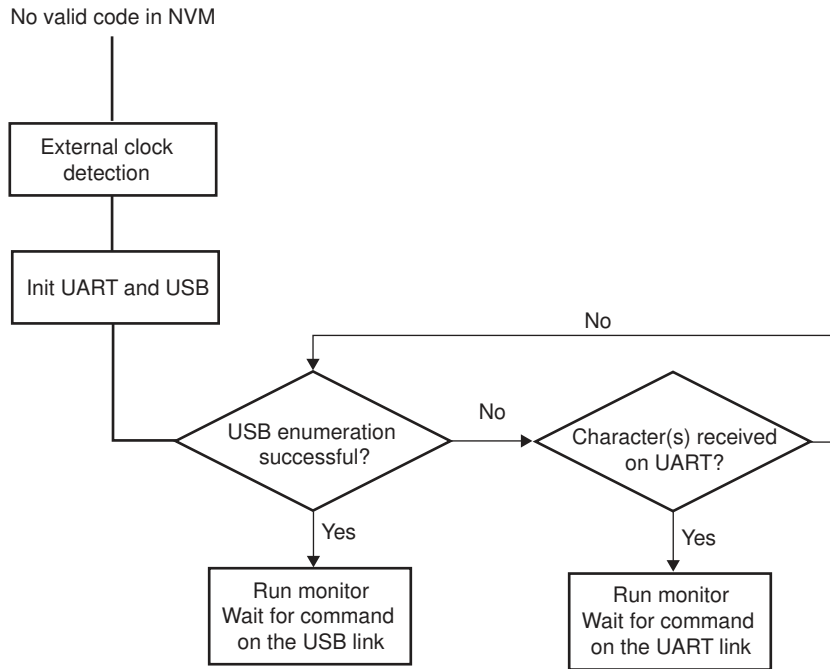 No valid code in NVM
External clock
detection
Init UART and USB
No
USB enumeration
successful?
No
Character(s) received
on UART?
Yes
Yes
Run monitor
Wait for command
on the USB link
Run monitor
Wait for command
on the UART link